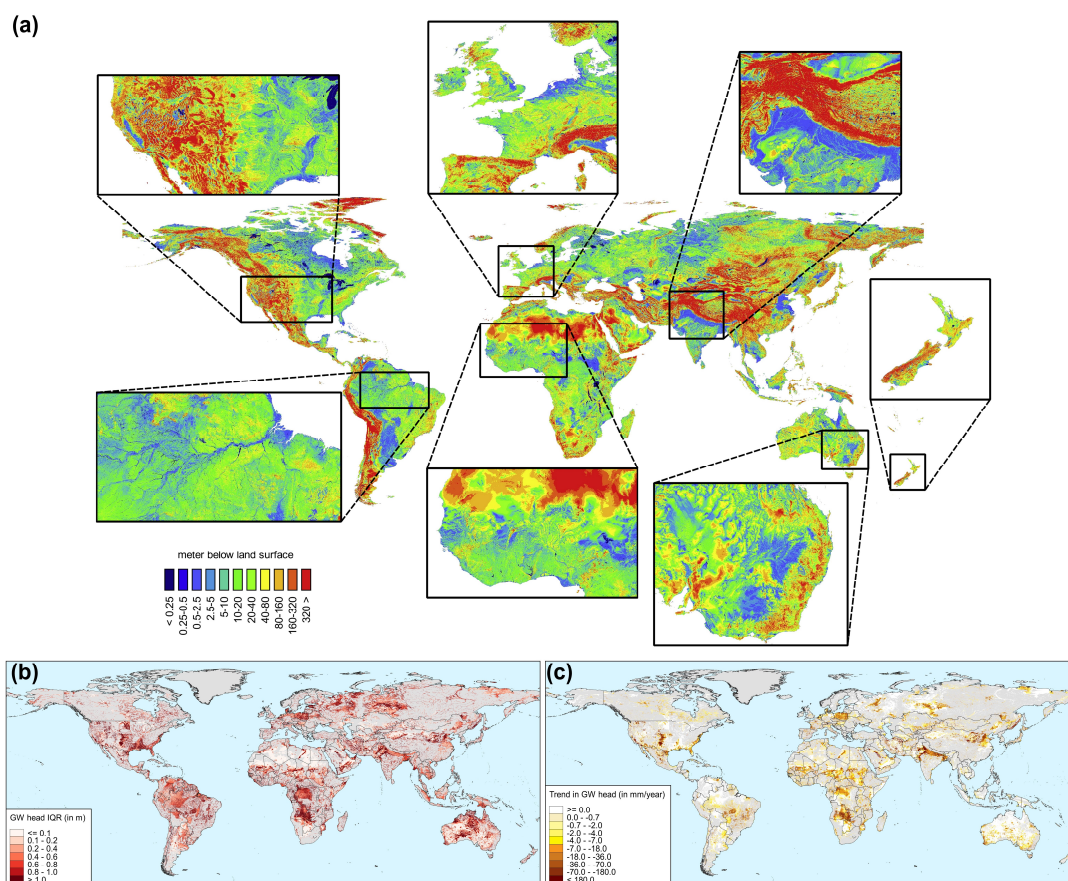 (a)
meter below land surface
< 0.25
0.25-0.5
0.5-2.5
2.5-5
5-10
10-20
20-40
40-80
80-160
160-320
320 >
(b)
GW head IQR (in m)
<= 0.1
0.1 - 0.2
0.2 - 0.4
0.4 - 0.6
0.6 - 0.8
0.8 - 1.0
> 1.0
(c)
Trend in GW head (in mm/year)
>= 0.0
0.0 - -0.7
-0.7 - -2.0
-2.0 - -4.0
-4.0 - -7.0
-7.0 - -18.0
-18.0 - -36.0
-36.0 - -70.0
-70.0 - -180.0
< 180.0